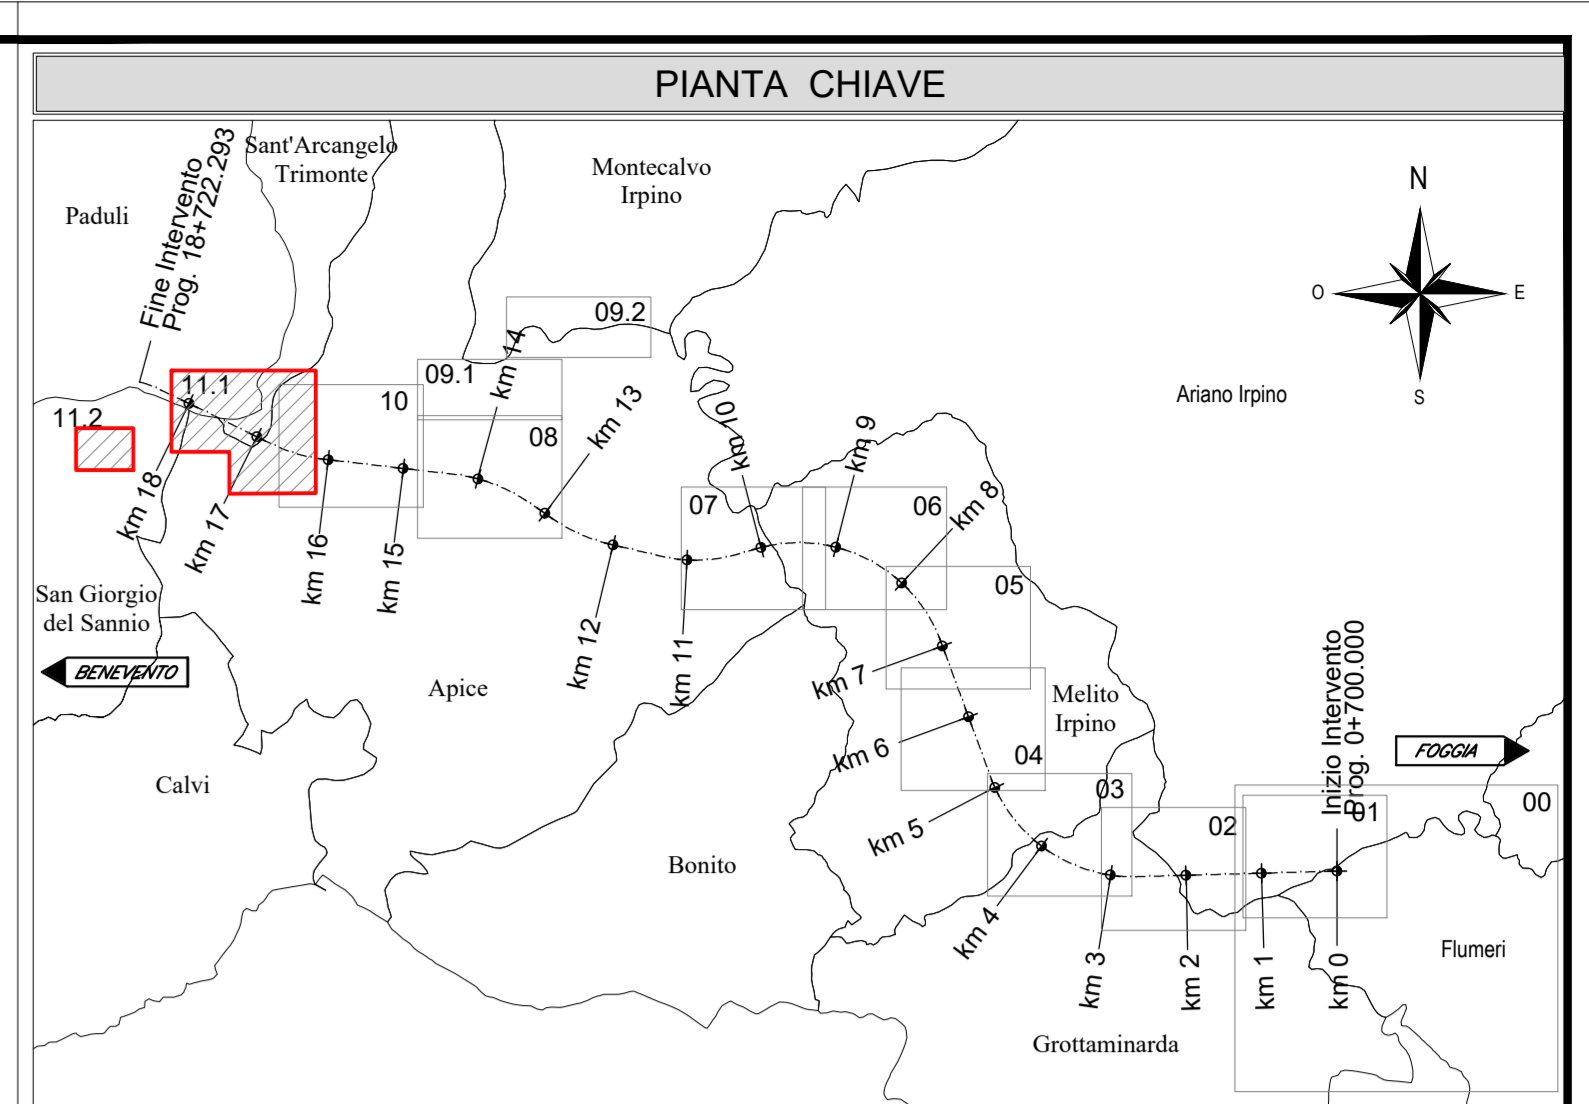 PIANTA CHIAVE
Sant'Arcangelo
Trimonte
Montecalvo
Irpino
Paduli
Fine Intervento
Prog. 18+722.293
N
O
E
S
09.2
km 14
09.1
11.1
10
11.2
08
km 13
km 10
km 9
Ariano Irpino
07
06
km 8
km 18
km 17
km 16
km 15
05
San Giorgio
del Sannio
km 12
km 11
km 7
BENEVENTO
Apice
Melito
Irpino
Inizio Intervento
Prog. 0+700.000
km 6
04
FOGGIA
Calvi
03
00
01
02
km 5
Bonito
km 4
km 3
km 2
km 1
km 0
Flumeri
Grottaminarda